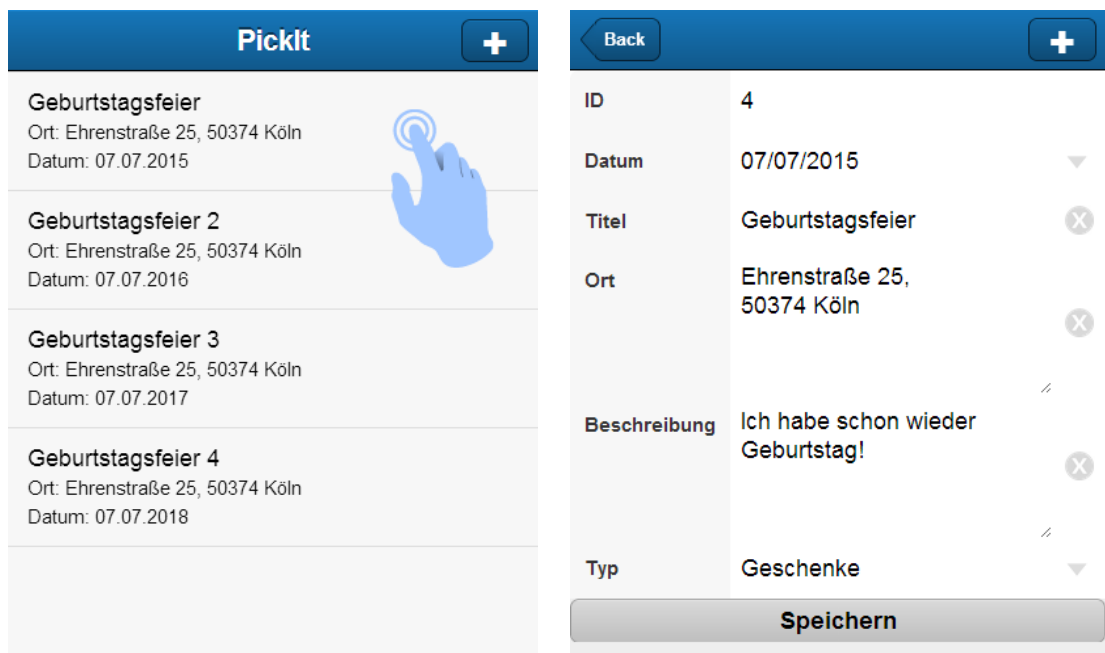 PickIt
+
Geburtstagsfeier
Ort: Ehrenstraße 25, 50374 Köln
Datum: 07.07.2015
Geburtstagsfeier 2
Ort: Ehrenstraße 25, 50374 Köln
Datum: 07.07.2016
Geburtstagsfeier 3
Ort: Ehrenstraße 25, 50374 Köln
Datum: 07.07.2017
Geburtstagsfeier 4
Ort: Ehrenstraße 25, 50374 Köln
Datum: 07.07.2018
Back
+
ID 4
Datum 07/07/2015
Titel Geburtstagsfeier
Ort Ehrenstraße 25,
50374 Köln
Beschreibung Ich habe schon wieder
Geburtstag!
Typ Geschenke
Speichern